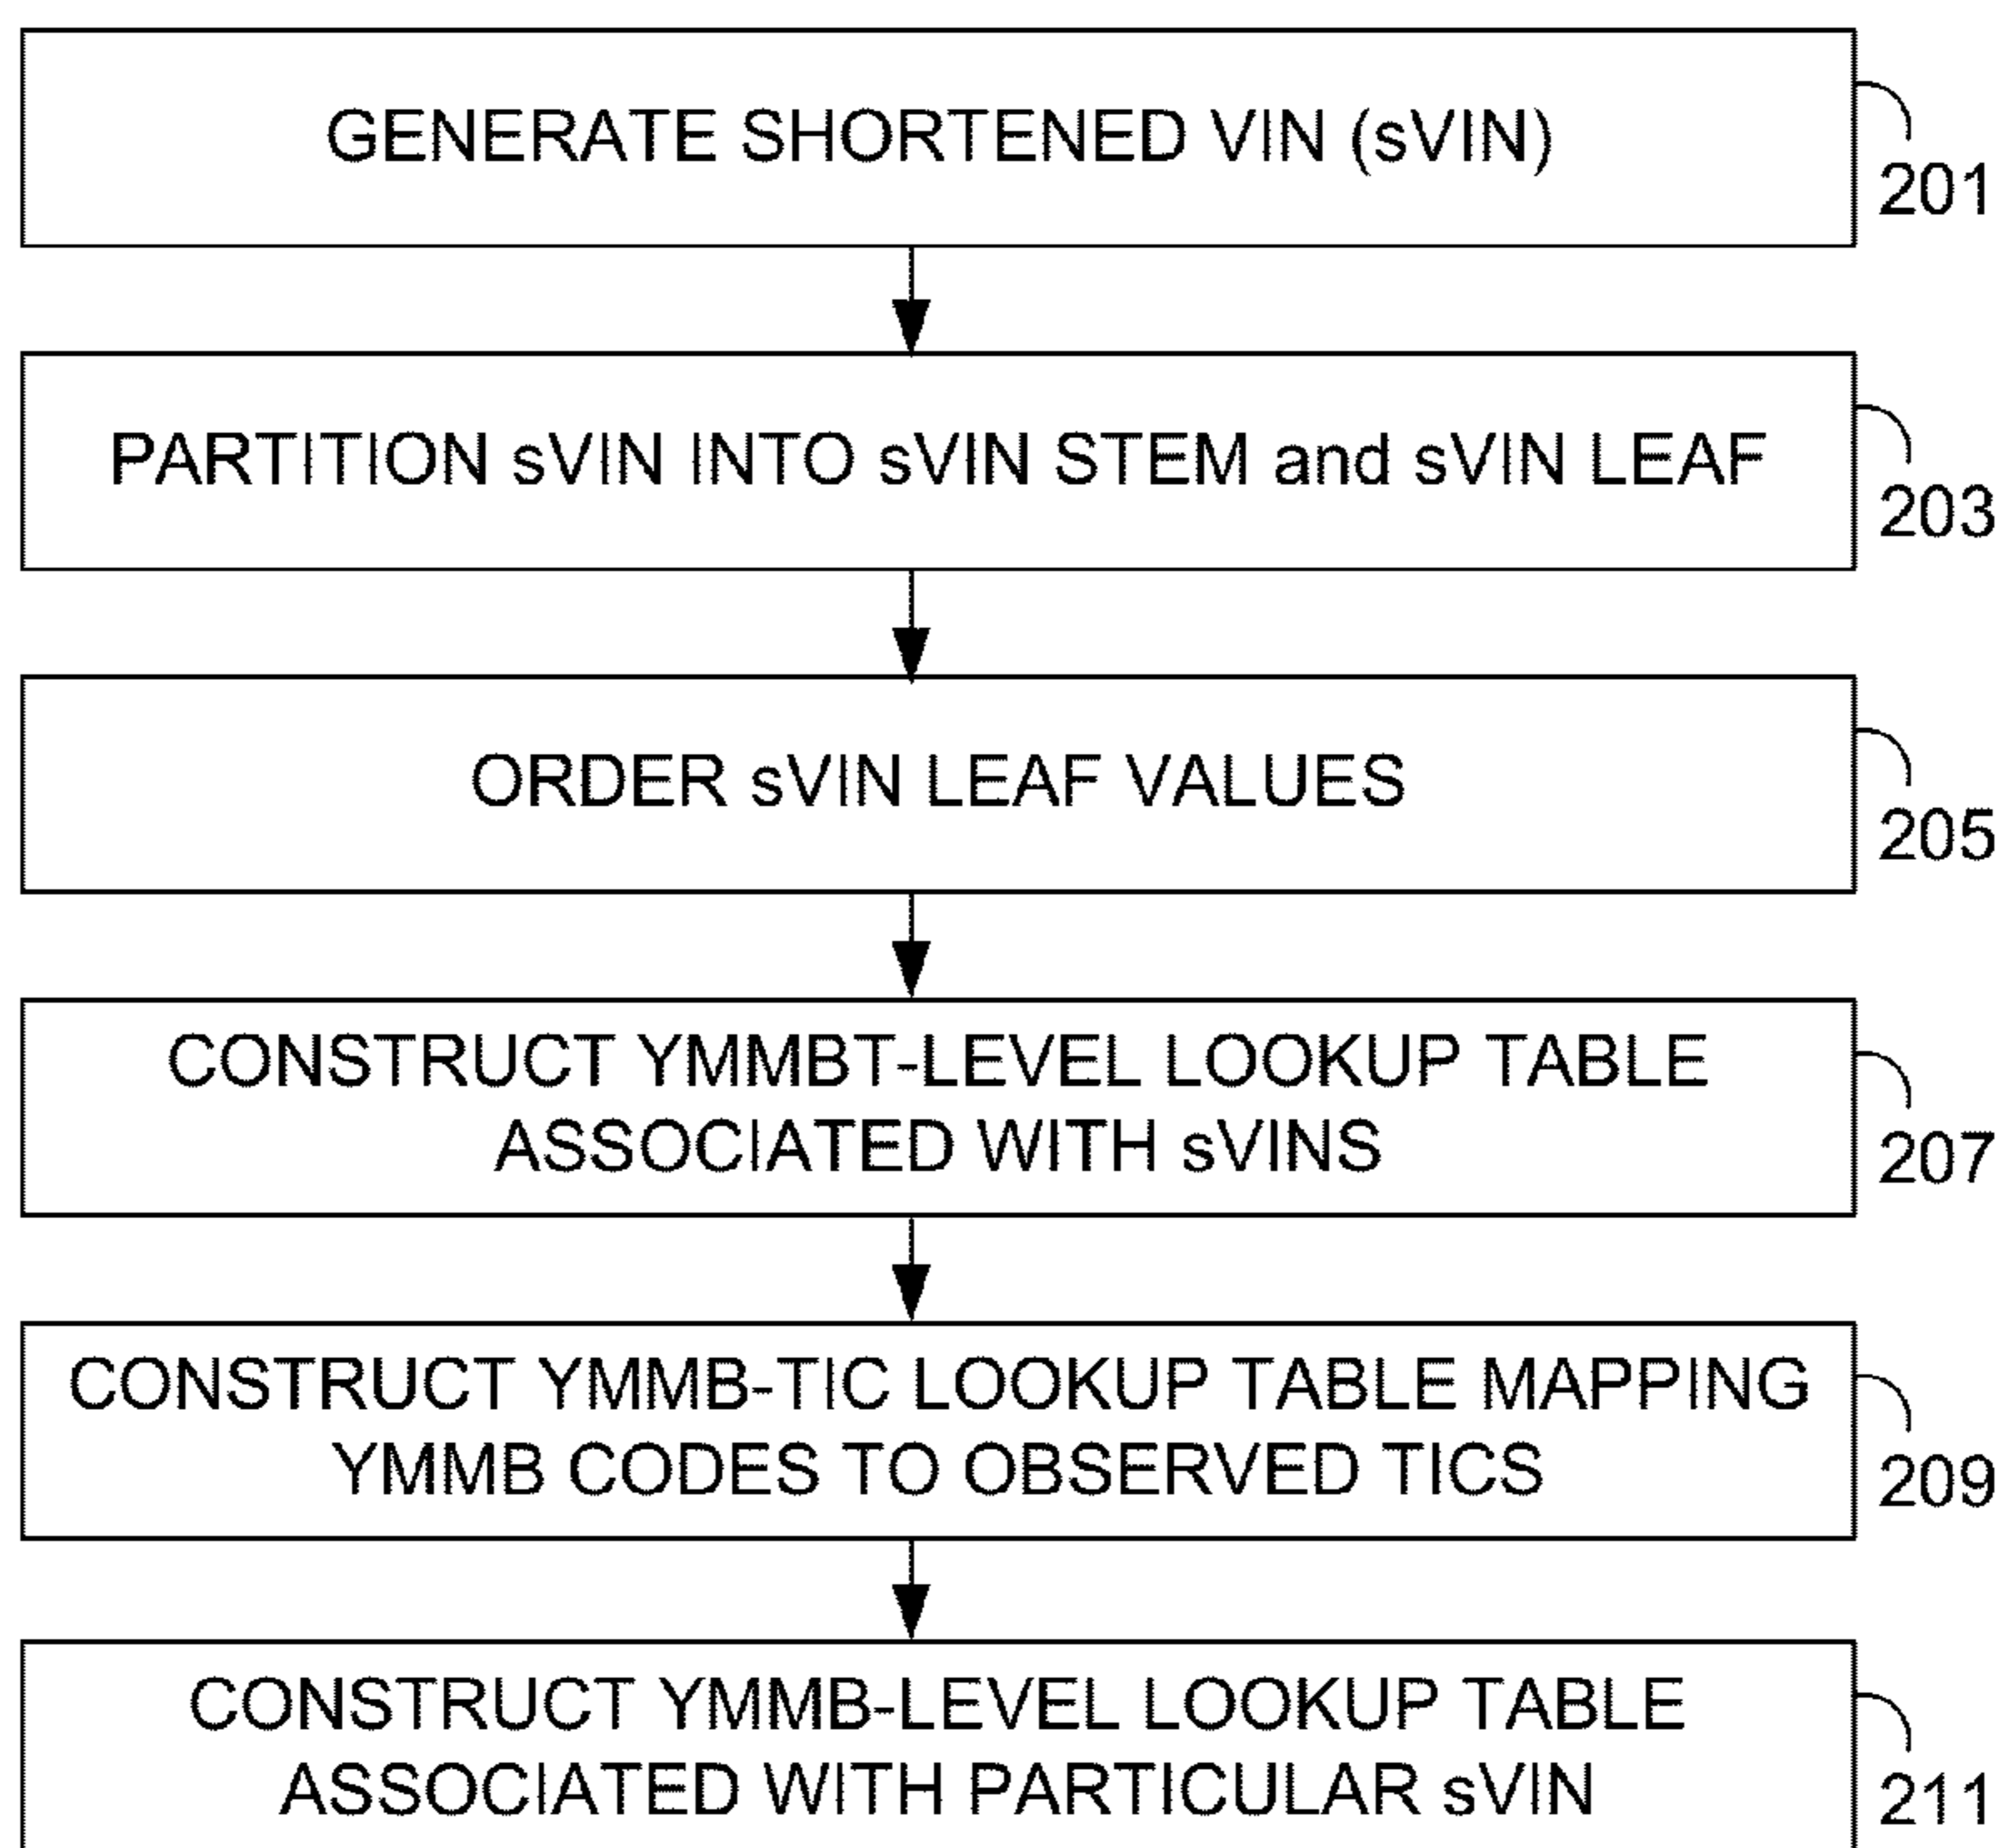 GENERATE SHORTENED VIN (sVIN)
201
PARTITION sVIN INTO sVIN STEM and sVIN LEAF
203
ORDER sVIN LEAF VALUES
205
CONSTRUCT YMMBT-LEVEL LOOKUP TABLE
ASSOCIATED WITH sVINS
207
CONSTRUCT YMMB-TIC LOOKUP TABLE MAPPING
YMMB CODES TO OBSERVED TICS
209
CONSTRUCT YMMB-LEVEL LOOKUP TABLE
ASSOCIATED WITH PARTICULAR sVIN
211